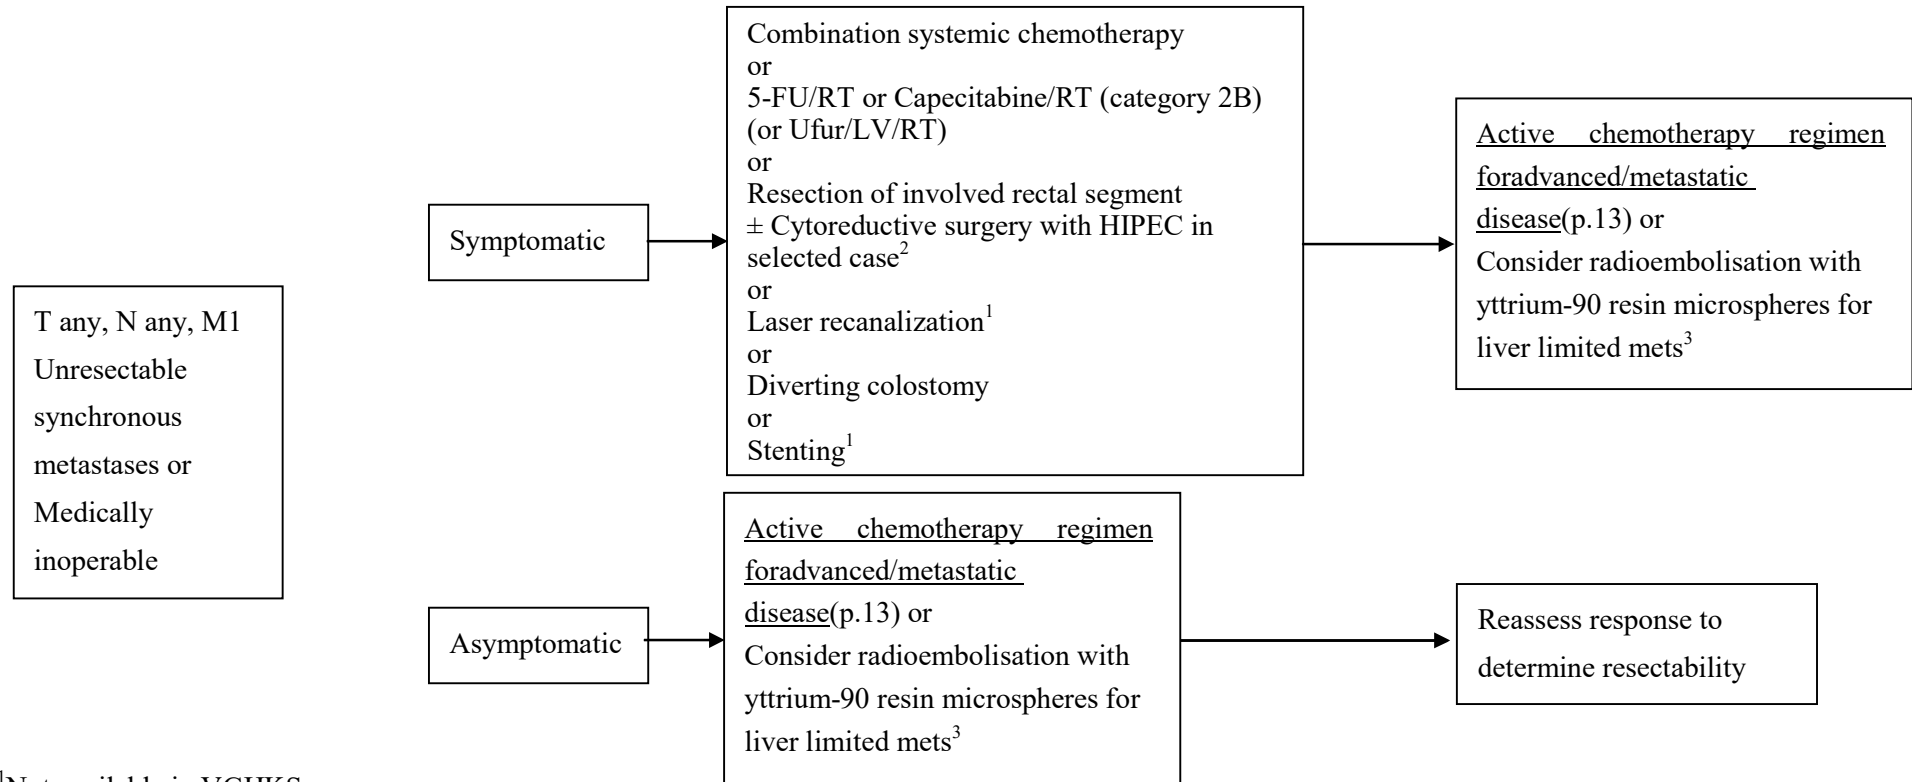 T any, N any, M1
Unresectable
synchronous
metastases or
Medically
inoperable
Symptomatic
Combination systemic chemotherapy
or
5-FU/RT or Capecitabine/RT (category 2B)
(or Ufur/LV/RT)
or
Resection of involved rectal segment
± Cytoreductive surgery with HIPEC in
selected case²
or
Laser recanalization¹
or
Diverting colostomy
or
Stenting¹
Active chemotherapy regimen
foradvanced/metastatic
disease(p.13) or
Consider radioembolisation with
yttrium-90 resin microspheres for
liver limited mets³
Asymptomatic
Active chemotherapy regimen
foradvanced/metastatic
disease(p.13) or
Consider radioembolisation with
yttrium-90 resin microspheres for
liver limited mets³
Reassess response to
determine resectability